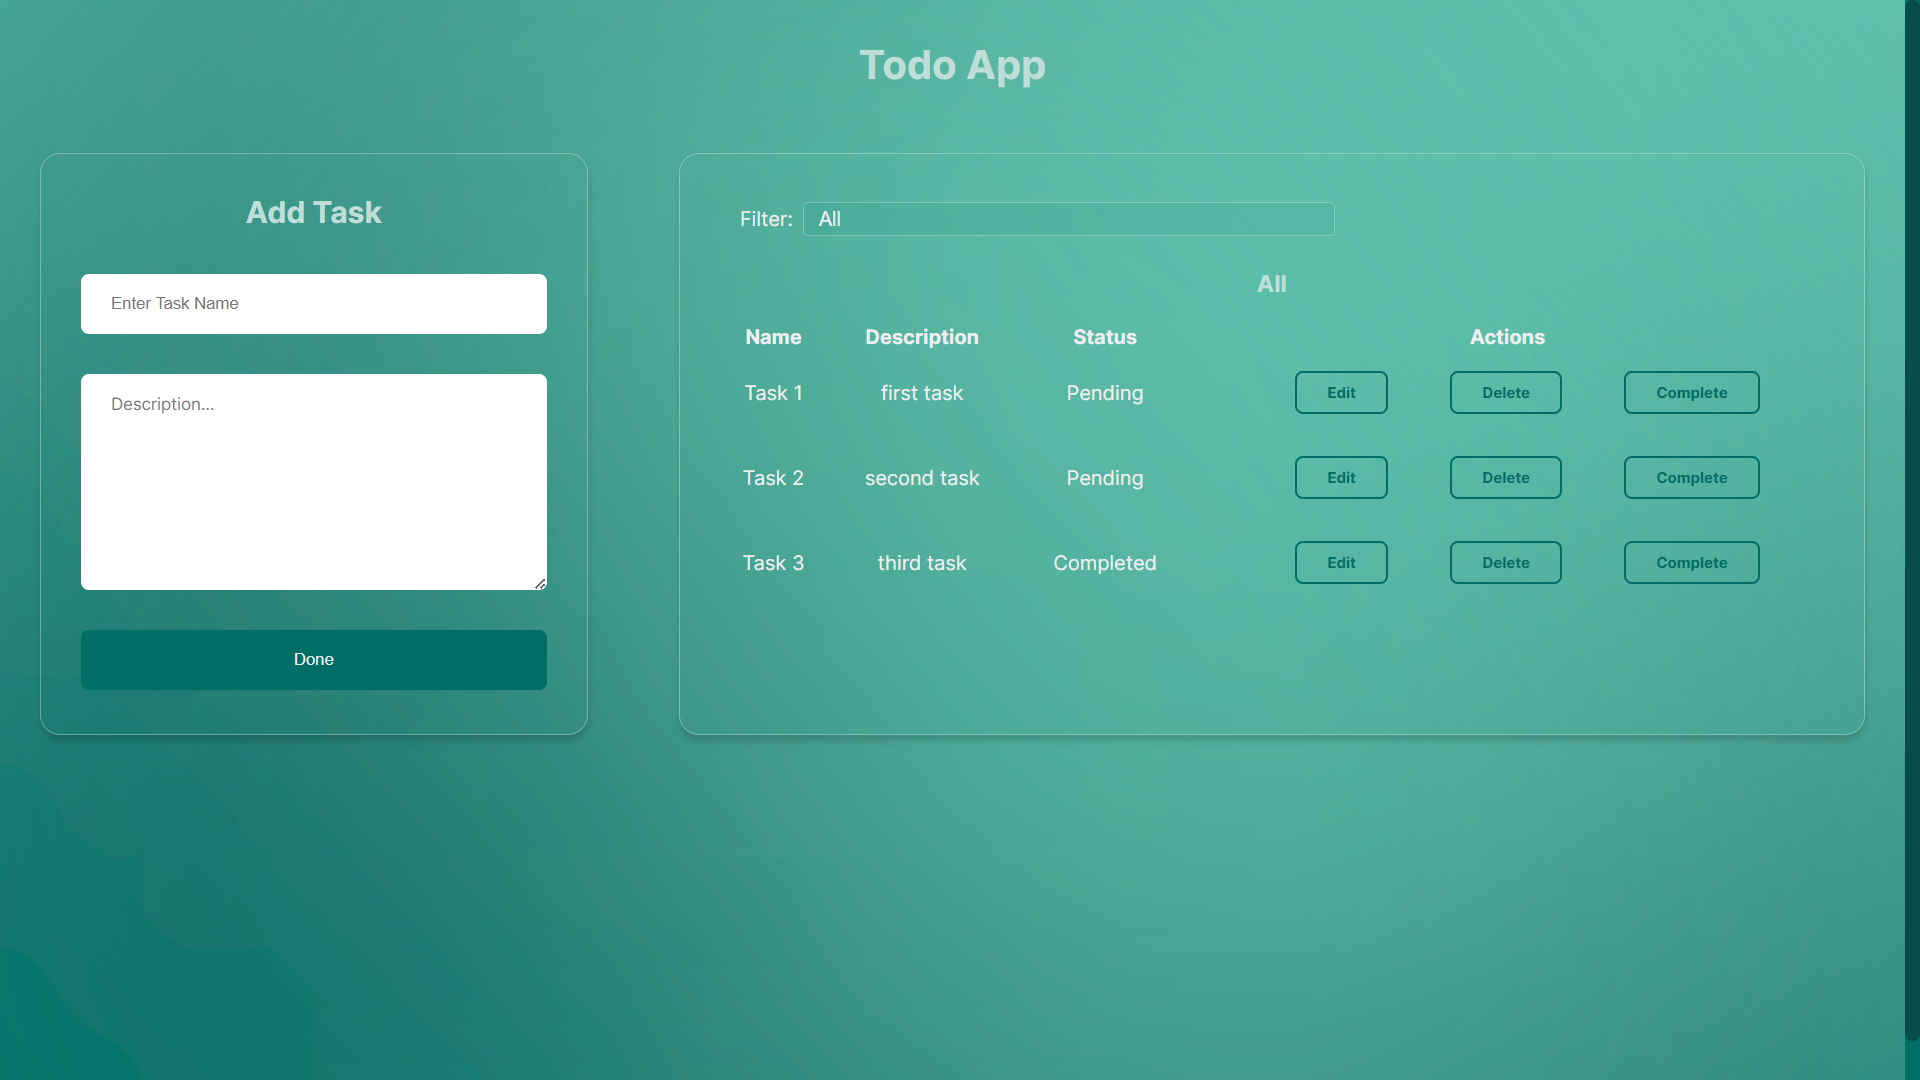 Todo App
Add Task
Enter Task Name
Description...
Done
Filter: All
All
Name Description Status Actions
Task 1 first task Pending Edit Delete Complete
Task 2 second task Pending Edit Delete Complete
Task 3 third task Completed Edit Delete Complete